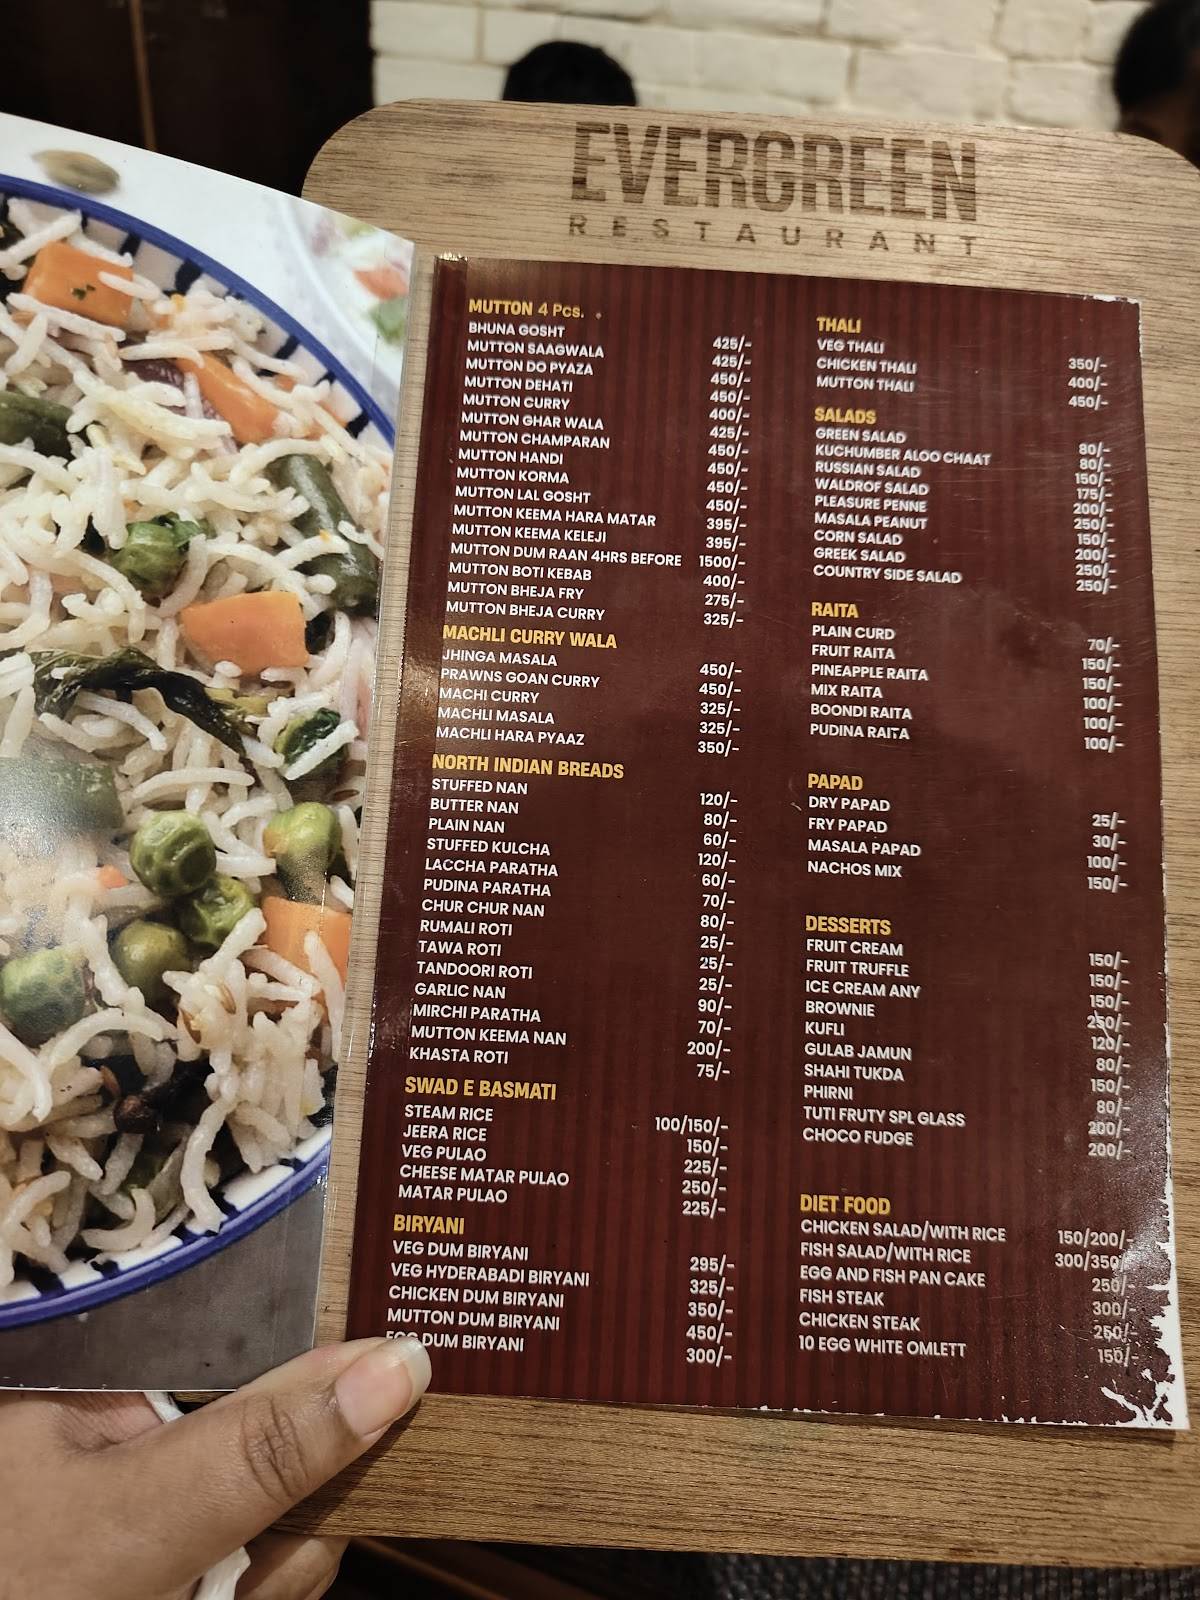 EVERGREEN
RESTAURANT
MUTTON 4 Pcs.
BHUNA GOSHT 425/-
MUTTON SAAGWALA 425/-
MUTTON DO PYAZA 450/-
MUTTON DEHATI 450/-
MUTTON CURRY 400/-
MUTTON GHAR WALA 425/-
MUTTON CHAMPARAN 450/-
MUTTON HANDI 450/-
MUTTON KORMA 450/-
MUTTON LAL GOSHT 450/-
MUTTON KEEMA HARA MATAR 395/-
MUTTON KEEMA KELEJI 395/-
MUTTON DUM RAAN 4HRS BEFORE 1500/-
MUTTON BOTI KEBAB 400/-
MUTTON BHEJA FRY 275/-
MUTTON BHEJA CURRY 325/-
MACHLI CURRY WALA
JHINGA MASALA 450/-
PRAWNS GOAN CURRY 450/-
MACHI CURRY 325/-
MACHLI MASALA 325/-
MACHLI HARA PYAAZ 350/-
NORTH INDIAN BREADS
STUFFED NAN 120/-
BUTTER NAN 80/-
PLAIN NAN 60/-
STUFFED KULCHA 120/-
LACCHA PARATHA 60/-
PUDINA PARATHA 70/-
CHUR CHUR NAN 80/-
RUMALI ROTI 25/-
TAWA ROTI 25/-
TANDOORI ROTI 25/-
GARLIC NAN 90/-
MIRCHI PARATHA 70/-
MUTTON KEEMA NAN 200/-
KHASTA ROTI 75/-
SWAD E BASMATI
STEAM RICE 100/150/-
JEERA RICE 150/-
VEG PULAO 225/-
CHEESE MATAR PULAO 250/-
MATAR PULAO 225/-
BIRYANI
VEG DUM BIRYANI 295/-
VEG HYDERABADI BIRYANI 325/-
CHICKEN DUM BIRYANI 350/-
MUTTON DUM BIRYANI 450/-
EGG DUM BIRYANI 300/-
THALI
VEG THALI 350/-
CHICKEN THALI 400/-
MUTTON THALI 450/-
SALADS
GREEN SALAD 80/-
KUCHUMBER ALOO CHAAT 80/-
RUSSIAN SALAD 150/-
WALDROF SALAD 175/-
PLEASURE PENNE 200/-
MASALA PEANUT 250/-
CORN SALAD 150/-
GREEK SALAD 200/-
COUNTRY SIDE SALAD 250/-
250/-
RAITA
PLAIN CURD 70/-
FRUIT RAITA 150/-
PINEAPPLE RAITA 150/-
MIX RAITA 100/-
BOONDI RAITA 100/-
PUDINA RAITA 100/-
PAPAD
DRY PAPAD 25/-
FRY PAPAD 30/-
MASALA PAPAD 100/-
NACHOS MIX 150/-
DESSERTS
FRUIT CREAM 150/-
FRUIT TRUFFLE 150/-
ICE CREAM ANY 150/-
BROWNIE 250/-
KUFLI 120/-
GULAB JAMUN 80/-
SHAHI TUKDA 150/-
PHIRNI 80/-
TUTI FRUTY SPL GLASS 200/-
CHOCO FUDGE 200/-
DIET FOOD
CHICKEN SALAD/WITH RICE 150/200/-
FISH SALAD/WITH RICE 300/350/-
EGG AND FISH PAN CAKE 250/-
FISH STEAK 300/-
CHICKEN STEAK 260/-
10 EGG WHITE OMLETT 150/-